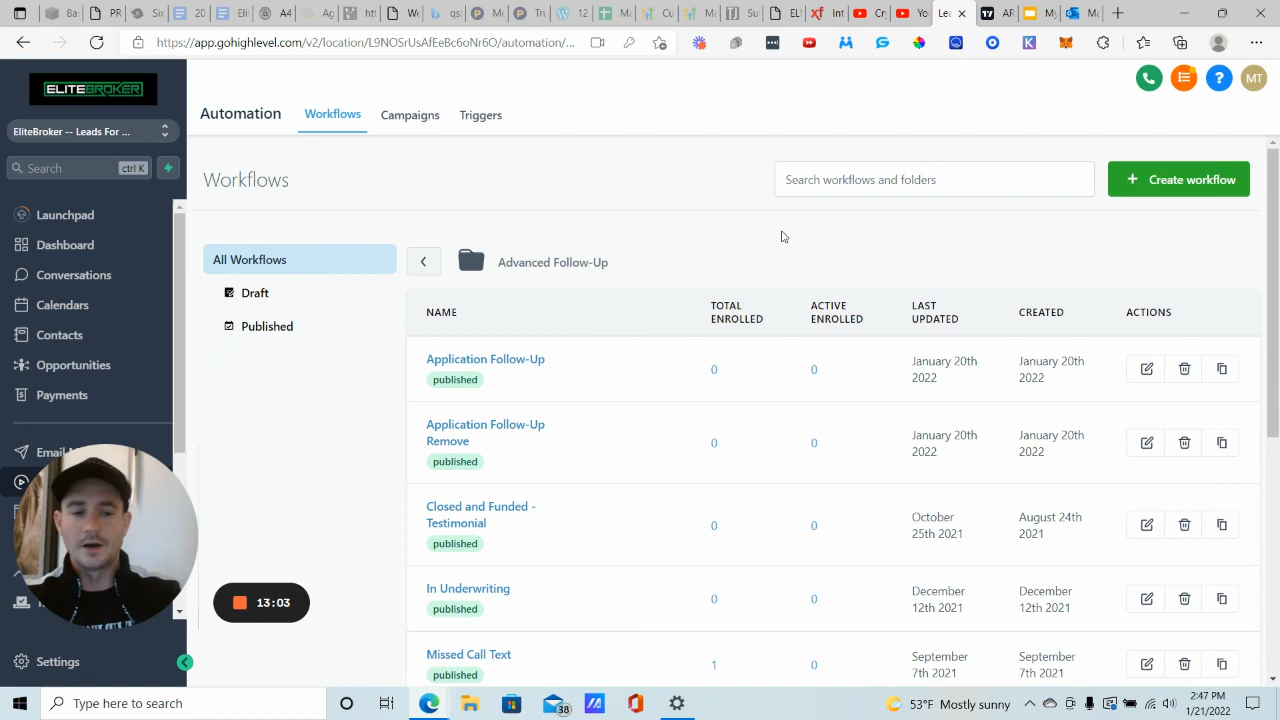 https://app.gohighlevel.com/v2/location/L9NOSrUsAfEeBc6oNr6O/automation/...
ELITEBROKER
EliteBroker -- Leads For ...
Search
ctrl K
Launchpad
Dashboard
Conversations
Calendars
Contacts
Opportunities
Payments
Email
Settings
Automation
Workflows
Campaigns
Triggers
MT
Workflows
Search workflows and folders
+ Create workflow
All Workflows
Draft
Published
Advanced Follow-Up
NAME
TOTAL ENROLLED
ACTIVE ENROLLED
LAST UPDATED
CREATED
ACTIONS
Application Follow-Up
published
0
0
January 20th 2022
January 20th 2022
Application Follow-Up Remove
published
0
0
January 20th 2022
January 20th 2022
Closed and Funded - Testimonial
published
0
0
October 25th 2021
August 24th 2021
In Underwriting
published
0
0
December 12th 2021
December 12th 2021
Missed Call Text
published
1
0
September 7th 2021
September 7th 2021
13:03
Type here to search
38
53°F Mostly sunny
2:47 PM
1/21/2022